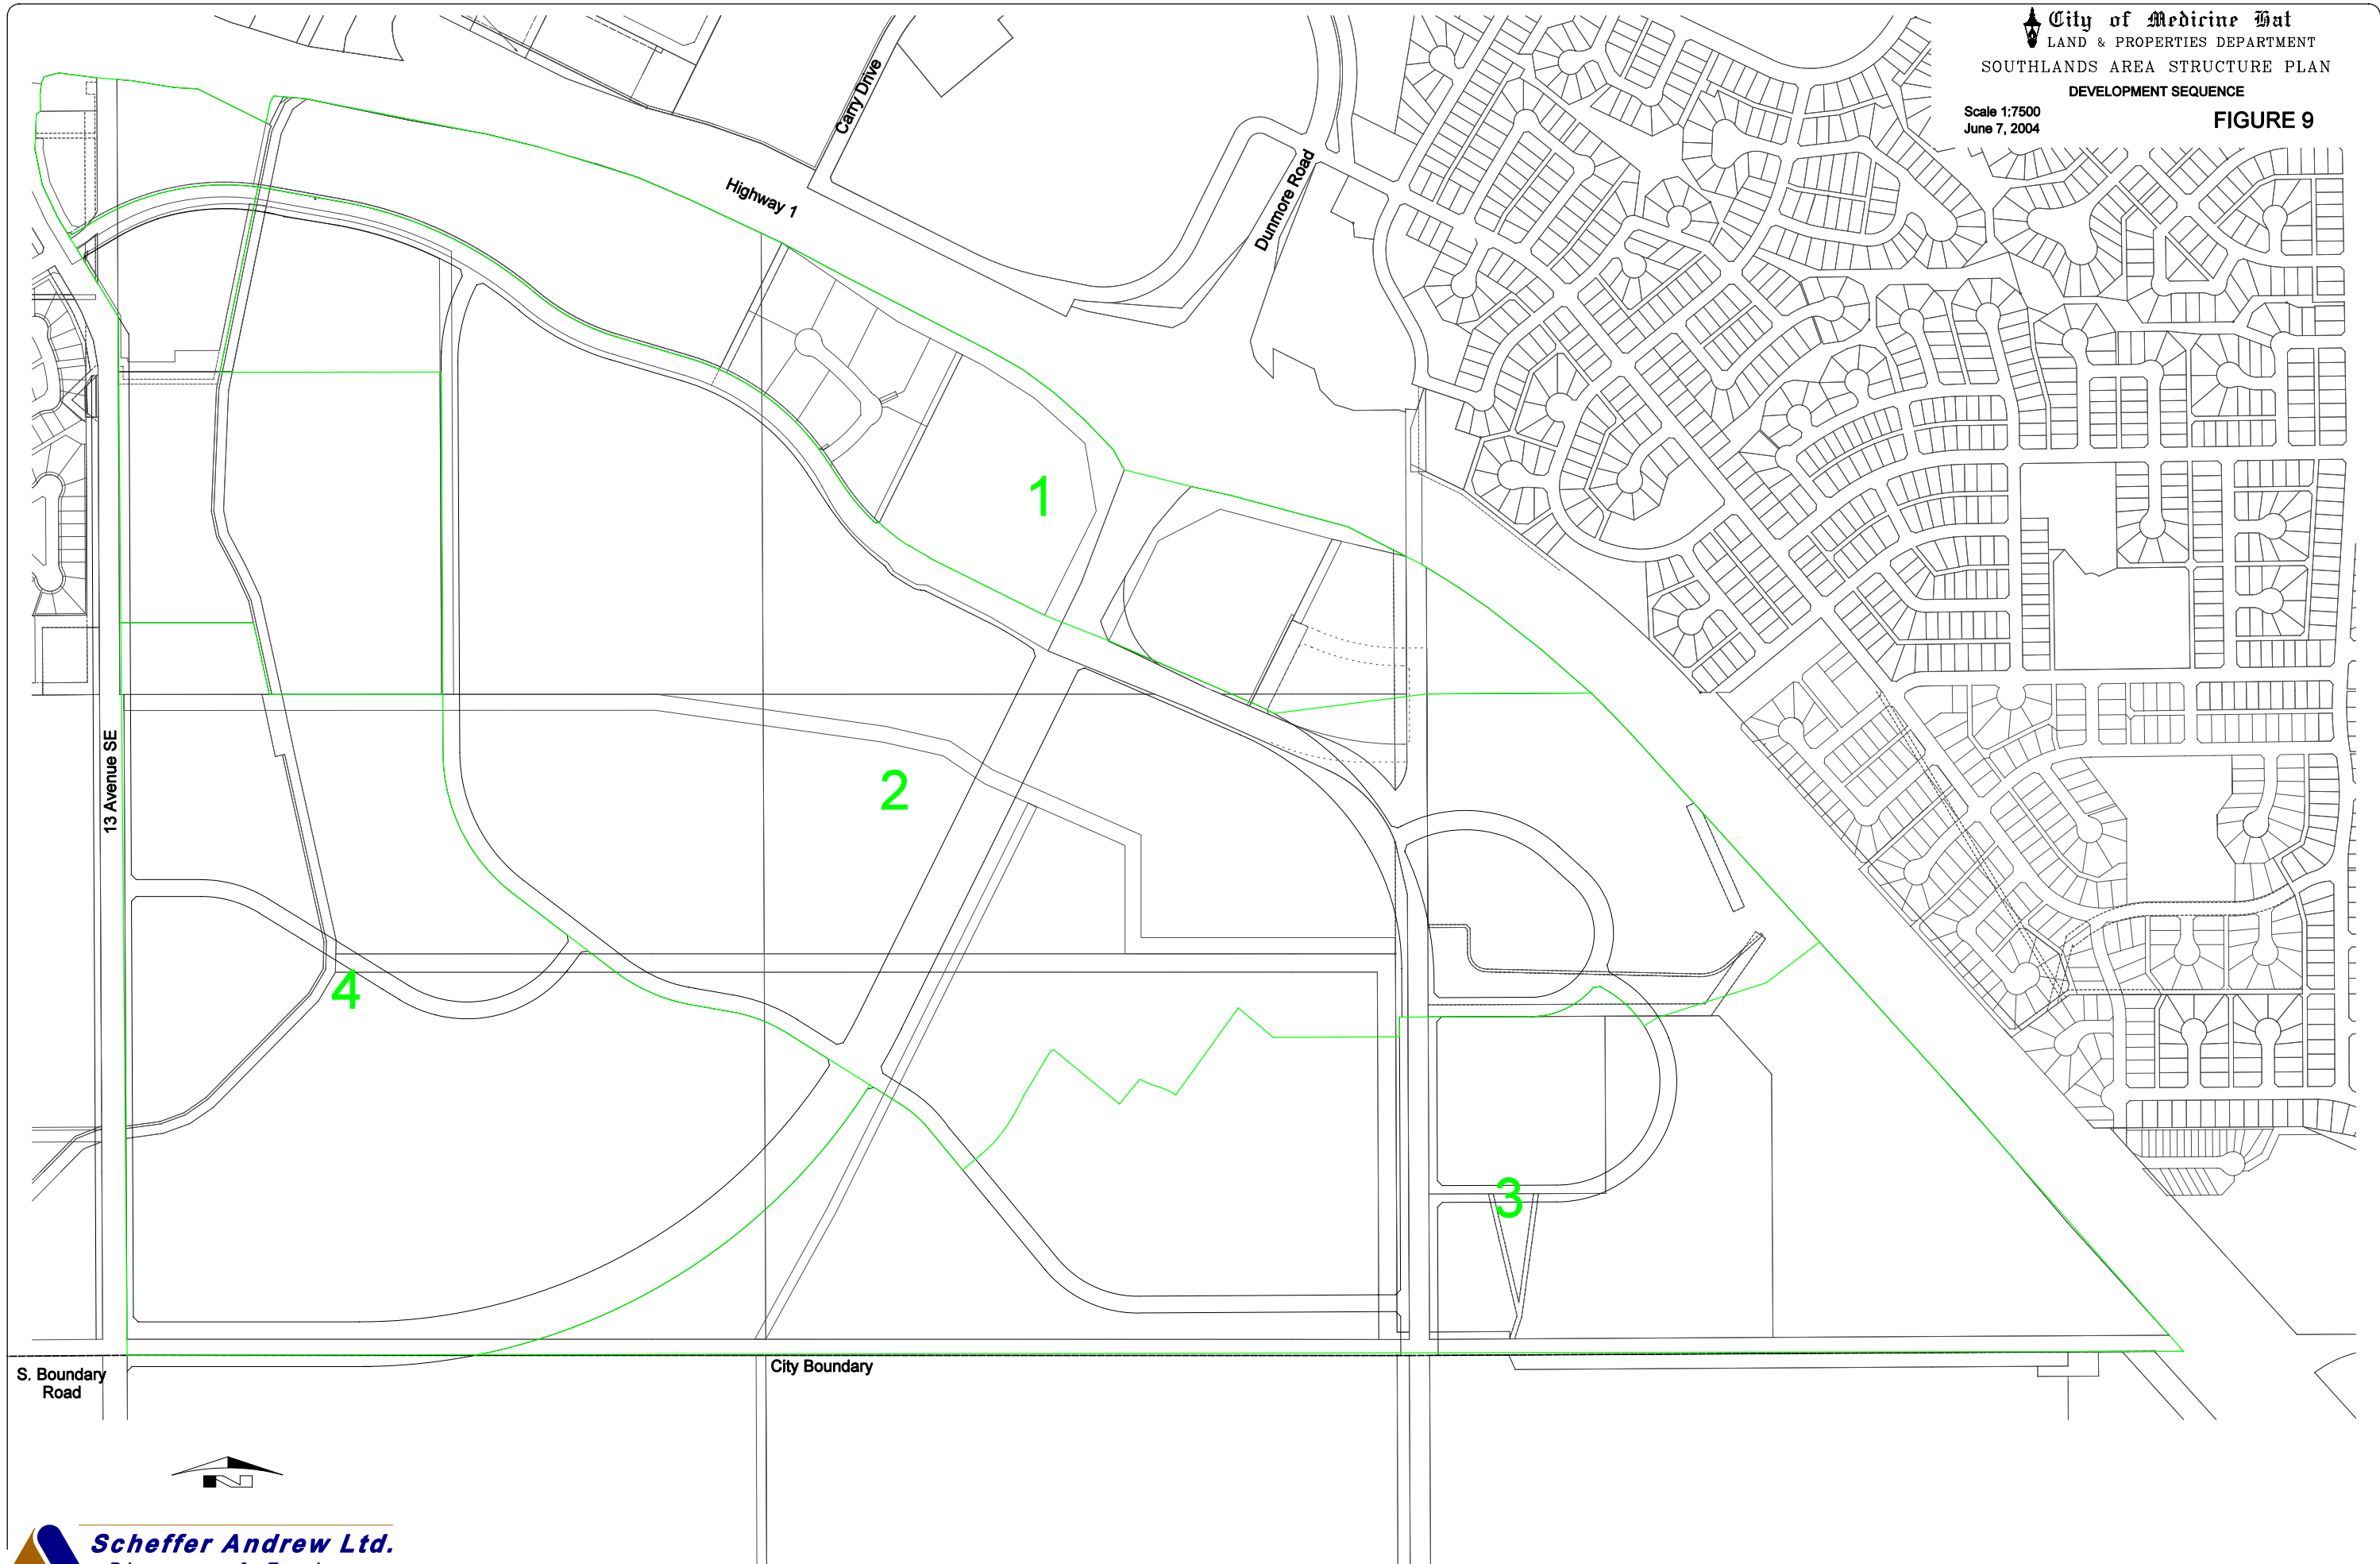 City of Medicine Hat
LAND & PROPERTIES DEPARTMENT
SOUTHLANDS AREA STRUCTURE PLAN
DEVELOPMENT SEQUENCE
Scale 1:7500
June 7, 2004
FIGURE 9
Carry Drive
Highway 1
Dunmore Road
1
2
13 Avenue SE
4
3
S. Boundary
Road
City Boundary
N
Scheffer Andrew Ltd.